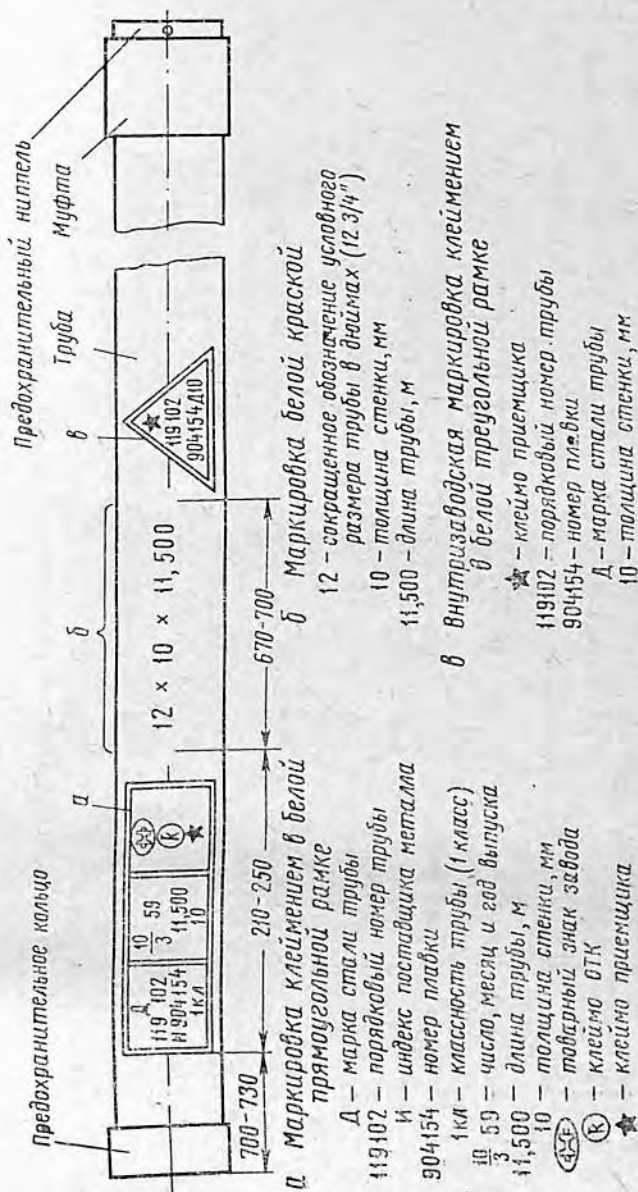 Предохранительное кольцо
а
б
в
Труба
Муфта
Предохранительный ниппель
Д
119 102
И 904154
1кл
10/3 59
11,500
10
k
12 × 10 × 11,500
119102
904154Д10
700-730
210-250
670-700
а Маркировка клеймением в белой
прямоугольной рамке
Д – марка стали трубы
119102 – порядковый номер трубы
И – индекс поставщика металла
904154 – номер плавки
1кл – классность трубы (1 класс)
10/3 59 – число, месяц и год выпуска
11,500 – длина трубы, м
10 – толщина стенки, мм
– товарный знак завода
k – клеймо ОТК
★ – клеймо приемщика
б Маркировка белой краской
12 – сокращенное обозначение условного
размера трубы в дюймах (12 3/4")
10 – толщина стенки, мм
11,500 – длина трубы, м
в Внутризаводская маркировка клеймением
в белой треугольной рамке
★ – клеймо приемщика
119102 – порядковый номер трубы
904154 – номер плавки
Д – марка стали трубы
10 – толщина стенки, мм